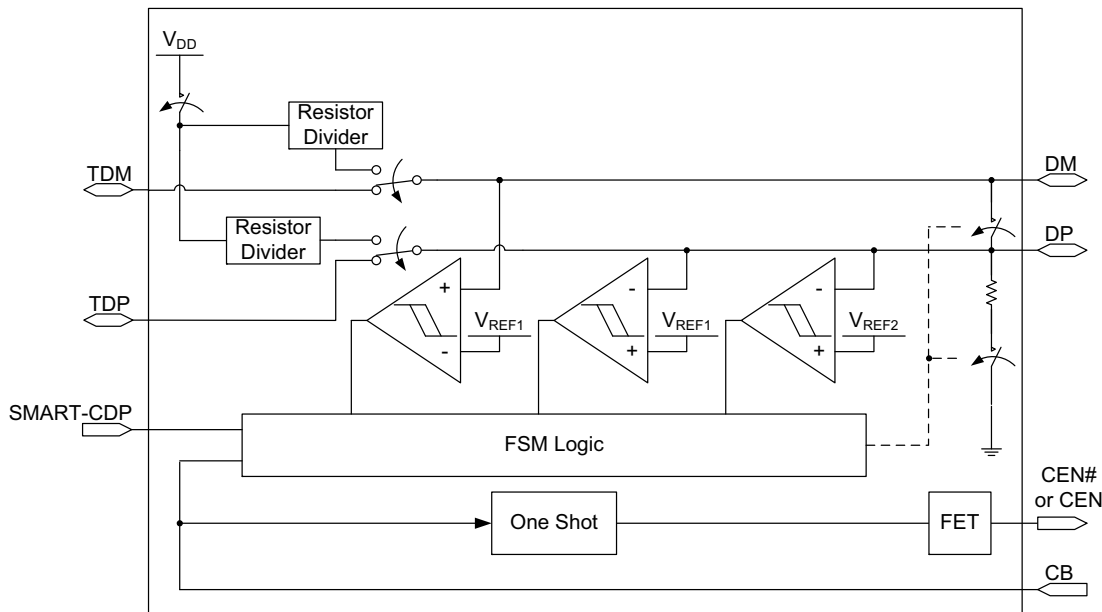 VDD
Resistor
Divider
TDM
DM
Resistor
Divider
DP
TDP
+
-
VREF1
-
+
VREF1
-
+
VREF2
SMART-CDP
FSM Logic
CEN#
or CEN
One Shot
FET
CB